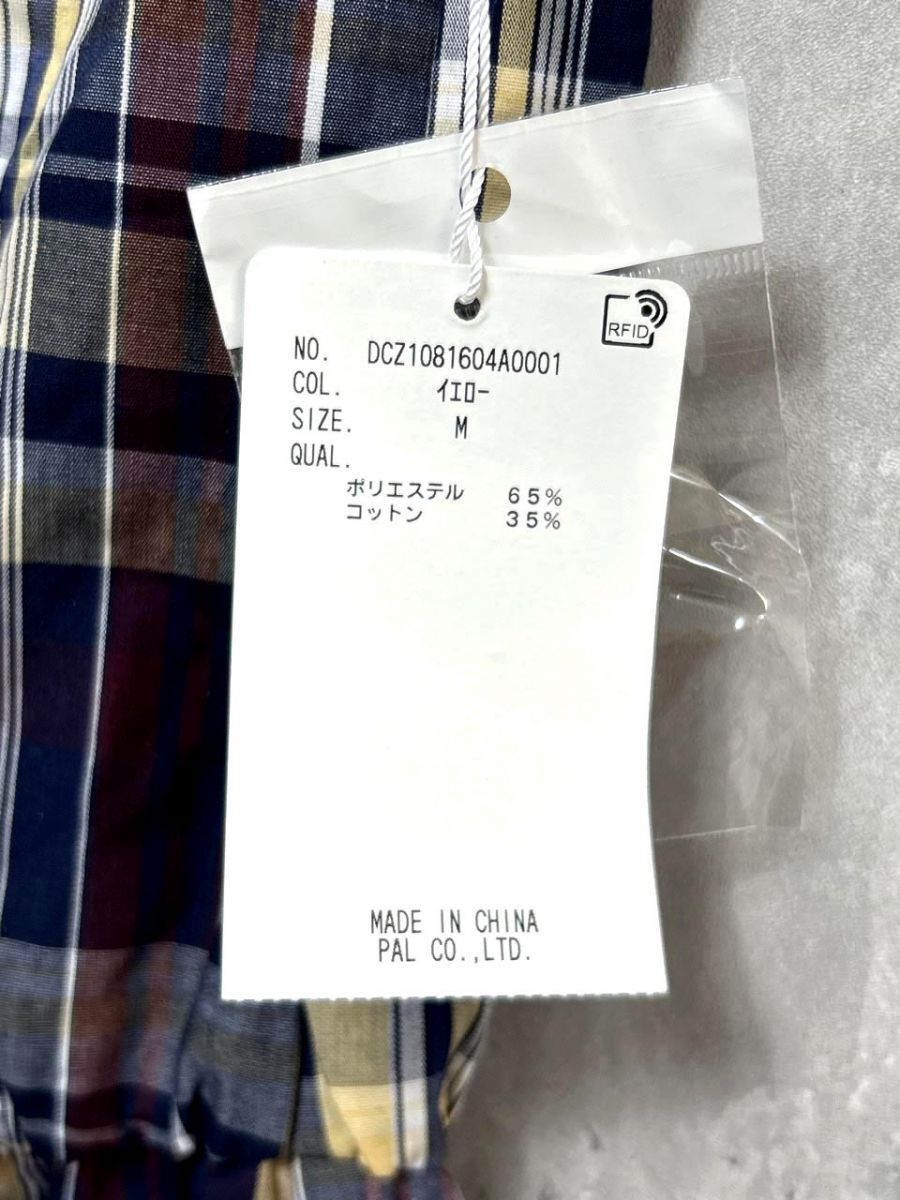 RFID
NO. DCZ1081604A0001
COL. イエロー
SIZE. M
QUAL.
ポリエステル 65%
コットン 35%
MADE IN CHINA
PAL CO.,LTD.